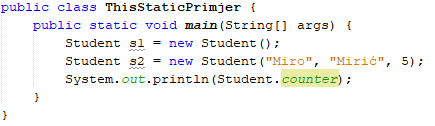 public class ThisStaticPrimjer {
public static void main(String[] args) {
Student s1 = new Student();
Student s2 = new Student("Miro", "Mirić", 5);
System.out.println(Student.counter);
}
}